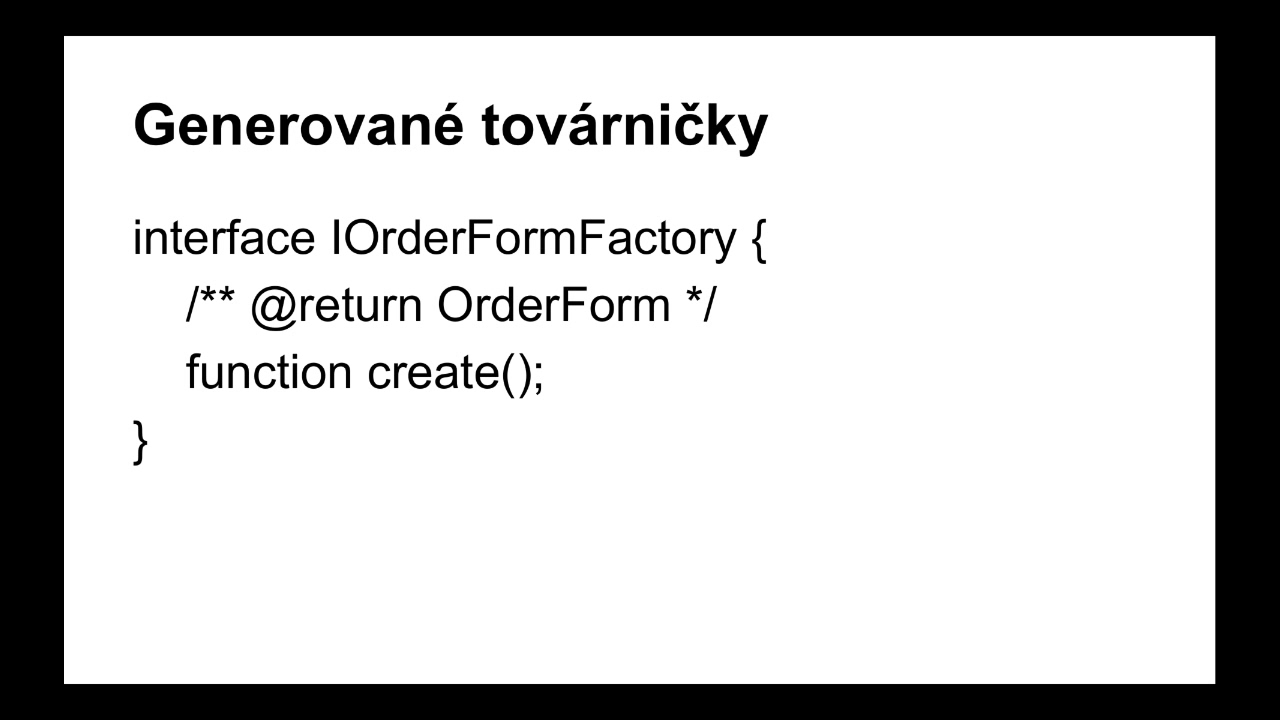 Generované továrničky
interface IOrderFormFactory {
/** @return OrderForm */
function create();
}